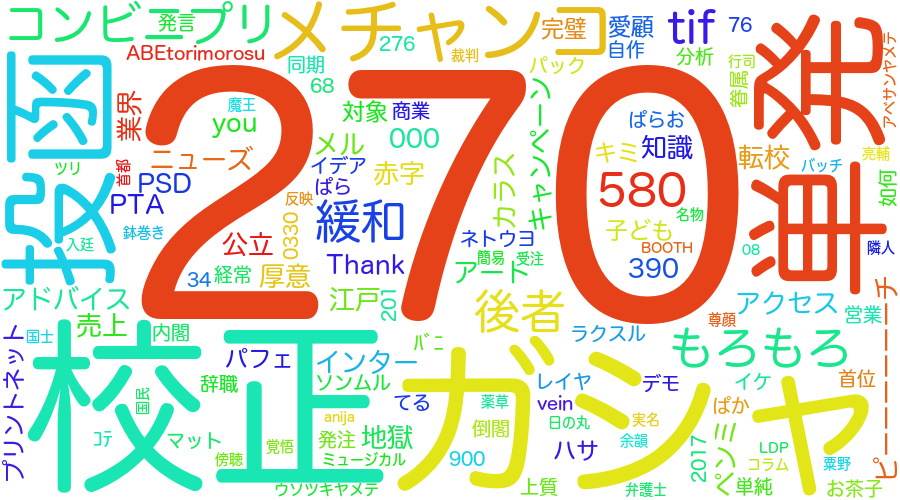 コンビニプリ
発言
メチャンコ
完璧
愛顧
自作
tif
76
ABEtorimorosu
同期
276
裁判
パック
分析
行司
眷属
アベサンヤメテ
投函
業界
魔王
you
68
対象
商業
000
メル
キャンペーン
ぱらお
キミ
知識
転校
単発
亮輔
バッチ
ツリ
首都
ニューズ
PSD
PTA
イデア
ぱら
赤字
カラス
270
580
如何
反映
緩和
名物
子ども
鉢巻き
入廷
公立
0330
ネトウヨ
BOOTH
08
隣人
簡易
受注
34
経常
厚意
Thank
アート
390
アドバイス
江戸
201
後者
アクセス
尊顔
営業
ピーーーーーーチ
国士
売上
内閣
ラクスル
もろもろ
プリントネット
校正
パフェ
インター
ﾊﾞﾆ
ガシャ
辞職
ソンムル
レイヤ
デモ
イケ
首位
国民
てる
薬草
vein
ぱか
anija
実名
日の丸
ｺﾃ
マット
覚悟
発注
地獄
倒閣
余韻
ペンミ
傍聴
ミュージカル
900
ハサ
2017
LDP
コラム
粟野
ウソツキヤメテ
上質
弁護士
単純
お茶子